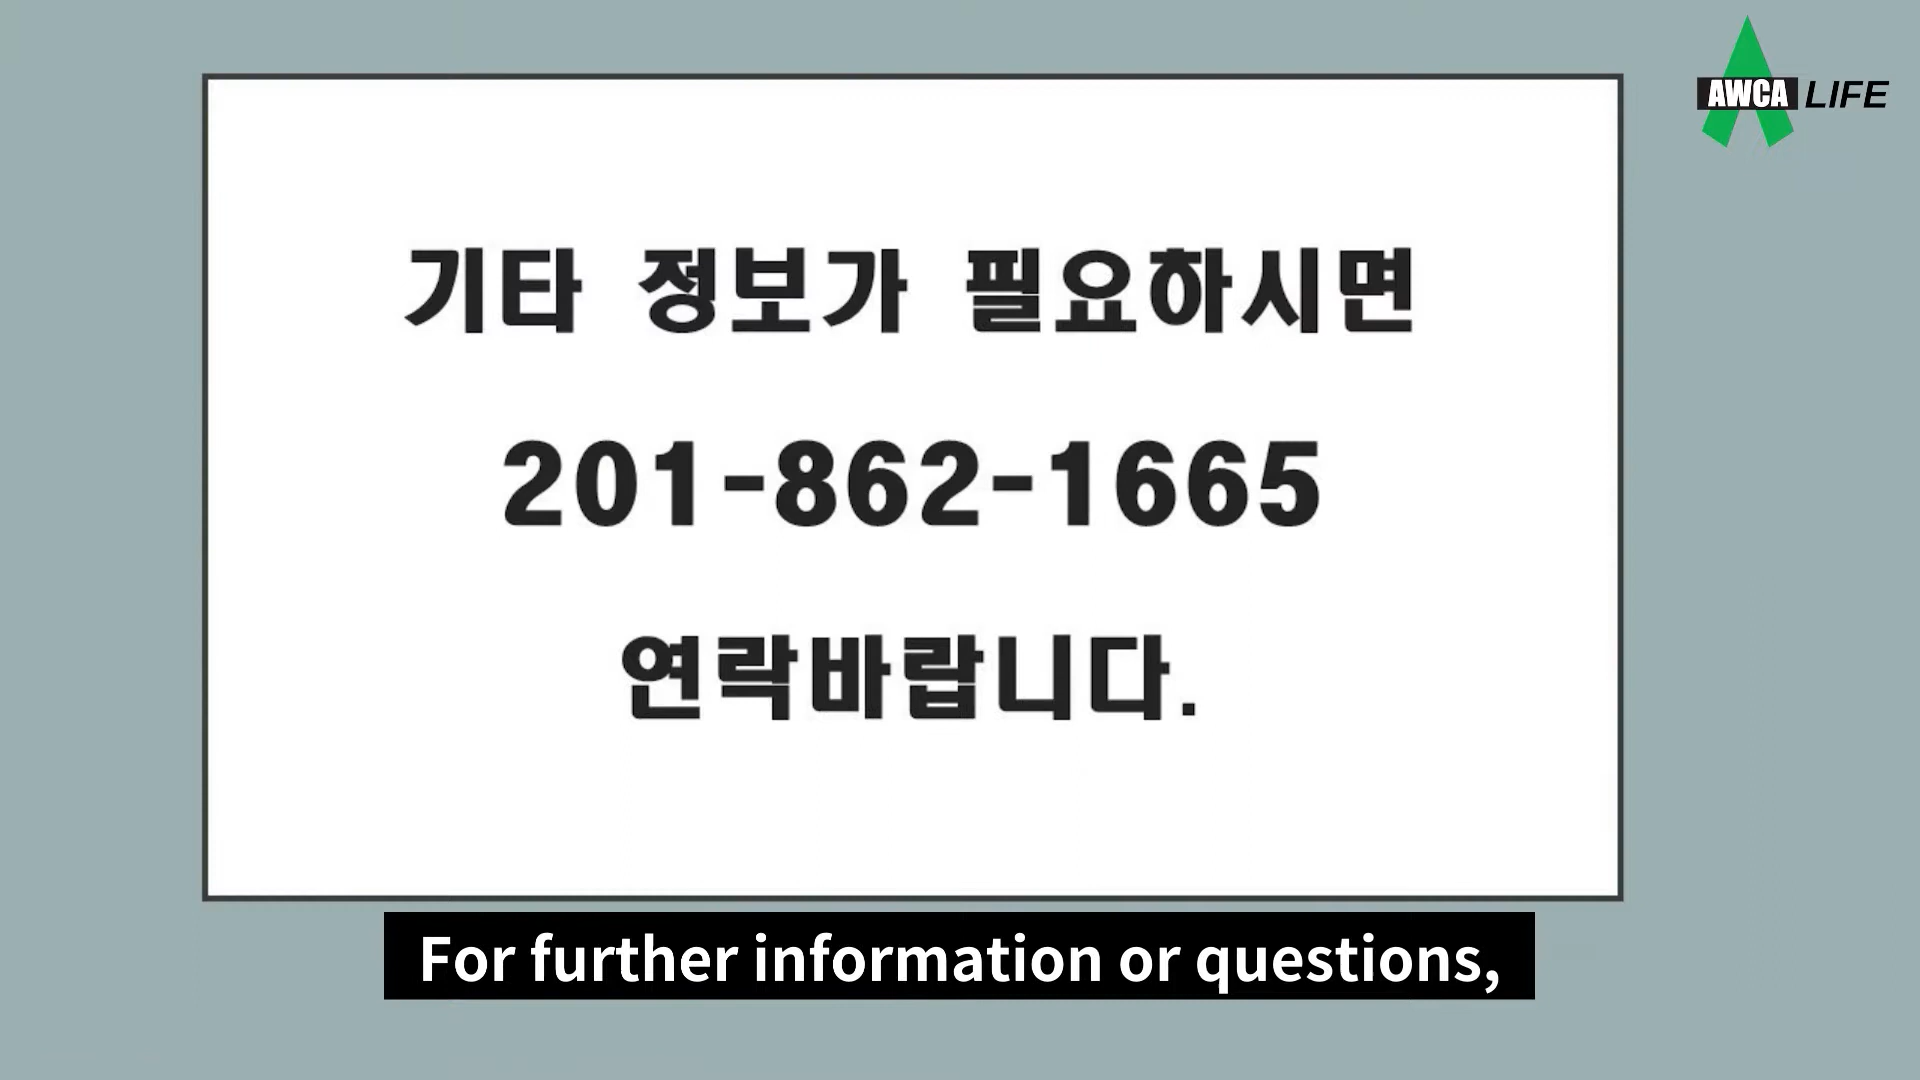 AWCA LIFE
기타 정보가 필요하시면
201-862-1665
연락바랍니다.
For further information or questions,